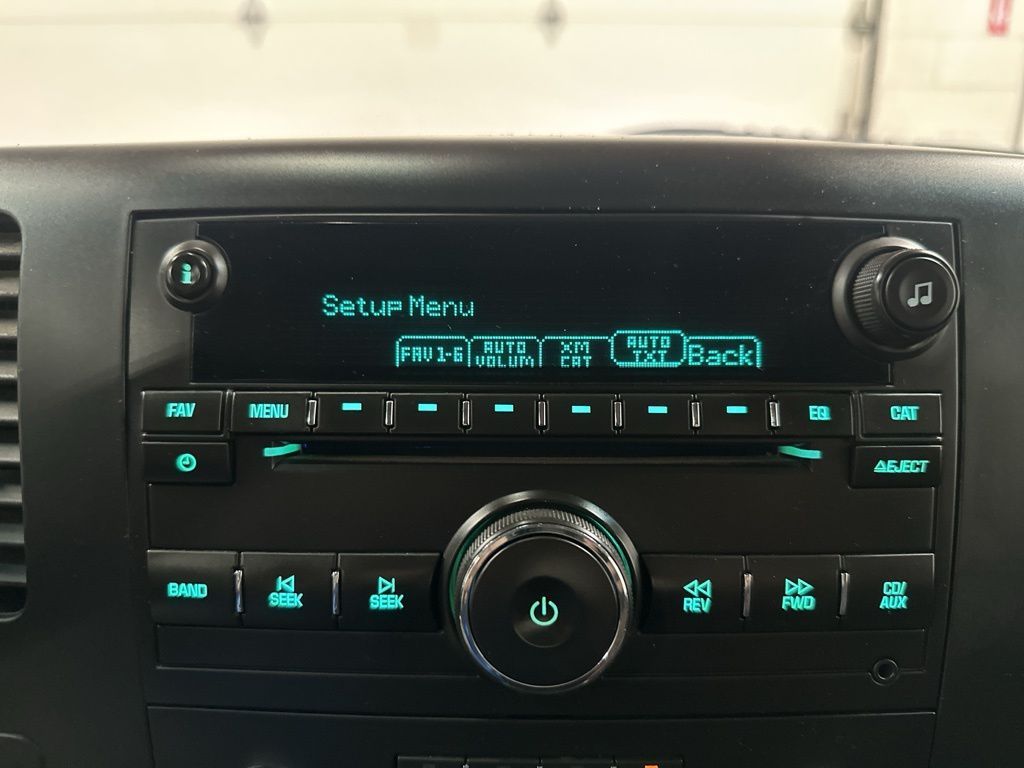 i
Setup Menu
FAV 1-6 AUTO VOLUM XM CAT AUTO TXT Back
FAV MENU EQ CAT
EJECT
BAND SEEK SEEK REV FWD CD/AUX